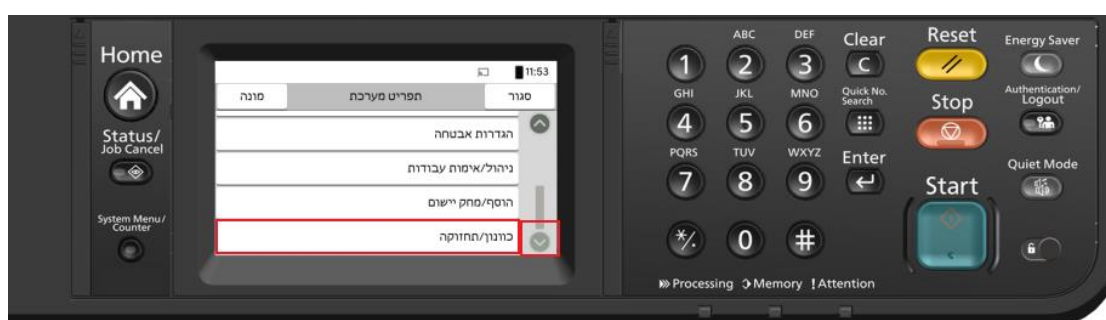 Home
Status/
Job Cancel
System Menu/
Counter
11:53
סגור תפריט מערכת מונה
הגדרות אבטחה
ניהול/אימות עבודות
הוסף/מחק יישום
כוונון/תחזוקה
ABC DEF
1 2 3
GHI JKL MNO
4 5 6
PQRS TUV WXYZ
7 8 9
*/. 0 #
Clear
C
Quick No.
Search
Enter
Reset
Stop
Start
Energy Saver
Authentication/
Logout
Quiet Mode
Processing Memory ! Attention